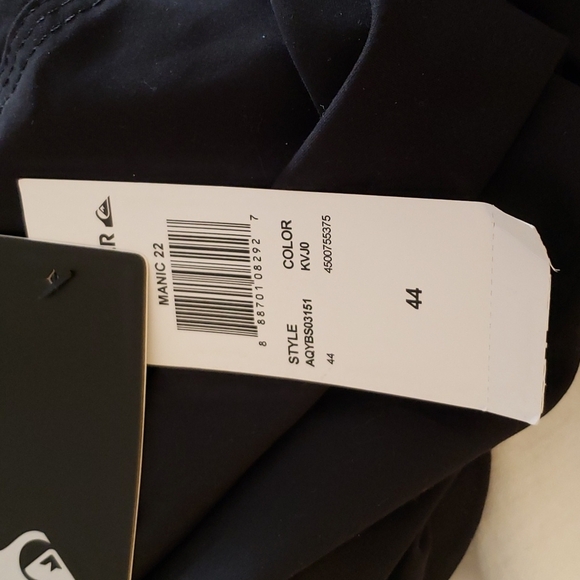 MANIC 22
8 88701 08292 7
STYLE COLOR
AQYBS03151 KVJ0
44 4500755375
44